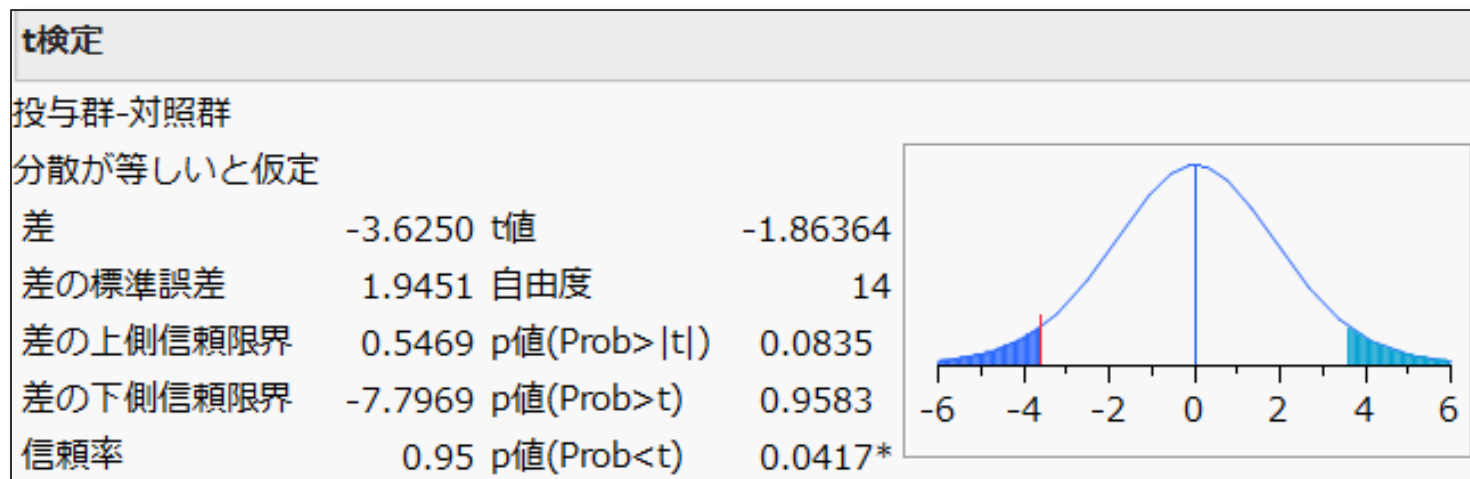 t検定
投与群-対照群
分散が等しいと仮定
差 -3.6250 t値 -1.86364
差の標準誤差 1.9451 自由度 14
差の上側信頼限界 0.5469 p値(Prob>|t|) 0.0835
差の下側信頼限界 -7.7969 p値(Prob>t) 0.9583
信頼率 0.95 p値(Prob<t) 0.0417*
-6 -4 -2 0 2 4 6